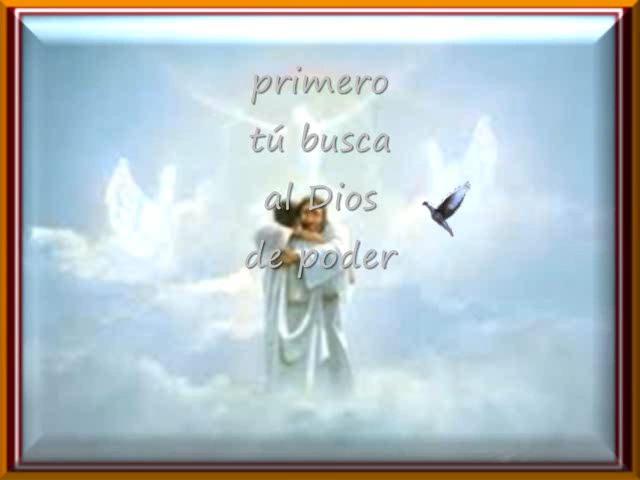 primero
tú busca
al Dios
de poder